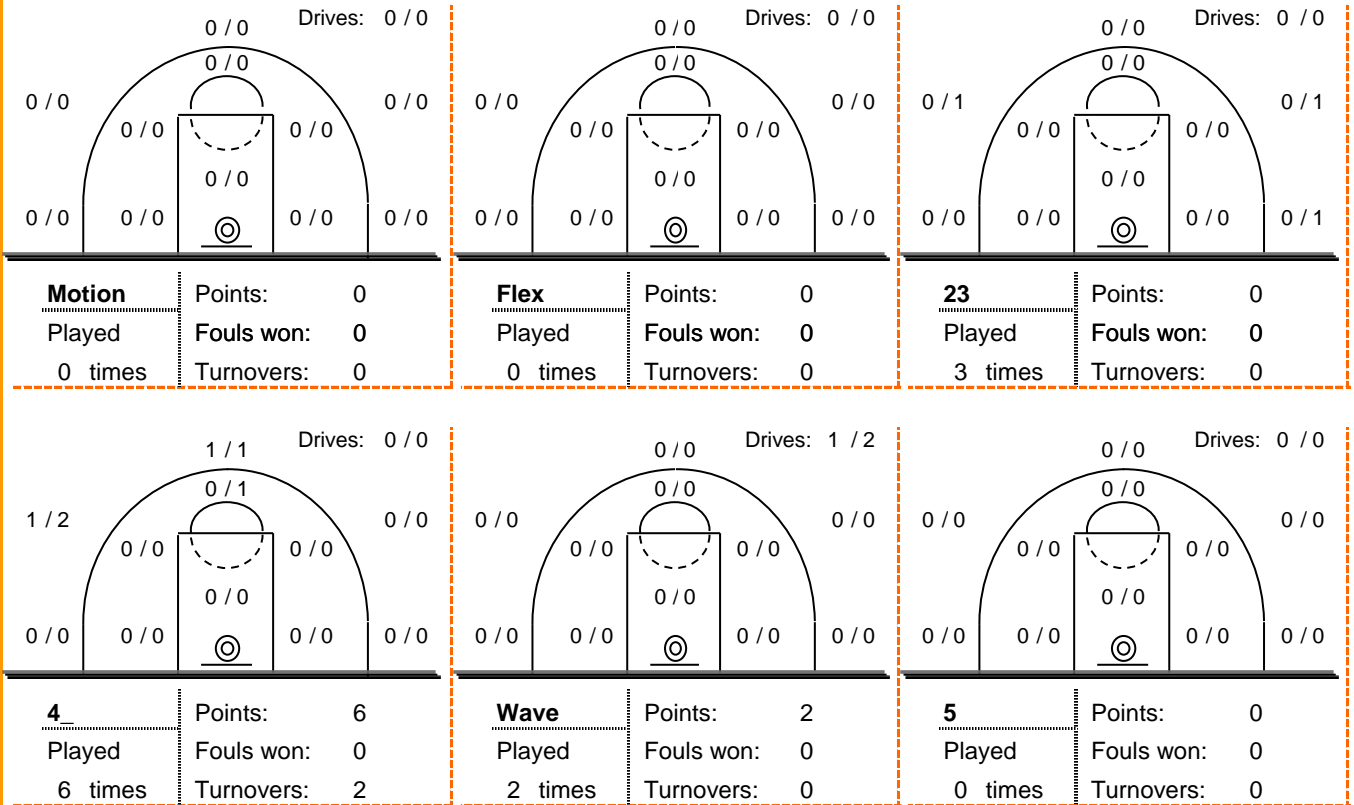 Drives: 0 / 0
0 / 0
0 / 0
0 / 0 0 / 0
0 / 0 0 / 0
0 / 0
0 / 0 0 / 0 0 / 0 0 / 0
Motion Points: 0
Played Fouls won: 0
0 times Turnovers: 0
Drives: 0 / 0
0 / 0
0 / 0
0 / 0 0 / 0
0 / 0 0 / 0
0 / 0
0 / 0 0 / 0 0 / 0 0 / 0
Flex Points: 0
Played Fouls won: 0
0 times Turnovers: 0
Drives: 0 / 0
0 / 0
0 / 0
0 / 1 0 / 1
0 / 0 0 / 0
0 / 0
0 / 0 0 / 0 0 / 0 0 / 1
23 Points: 0
Played Fouls won: 0
3 times Turnovers: 0
Drives: 0 / 0
1 / 1
0 / 1
1 / 2 0 / 0
0 / 0 0 / 0
0 / 0
0 / 0 0 / 0 0 / 0 0 / 0
4_ Points: 6
Played Fouls won: 0
6 times Turnovers: 2
Drives: 1 / 2
0 / 0
0 / 0
0 / 0 0 / 0
0 / 0 0 / 0
0 / 0
0 / 0 0 / 0 0 / 0 0 / 0
Wave Points: 2
Played Fouls won: 0
2 times Turnovers: 0
Drives: 0 / 0
0 / 0
0 / 0
0 / 0 0 / 0
0 / 0 0 / 0
0 / 0
0 / 0 0 / 0 0 / 0 0 / 0
5 Points: 0
Played Fouls won: 0
0 times Turnovers: 0